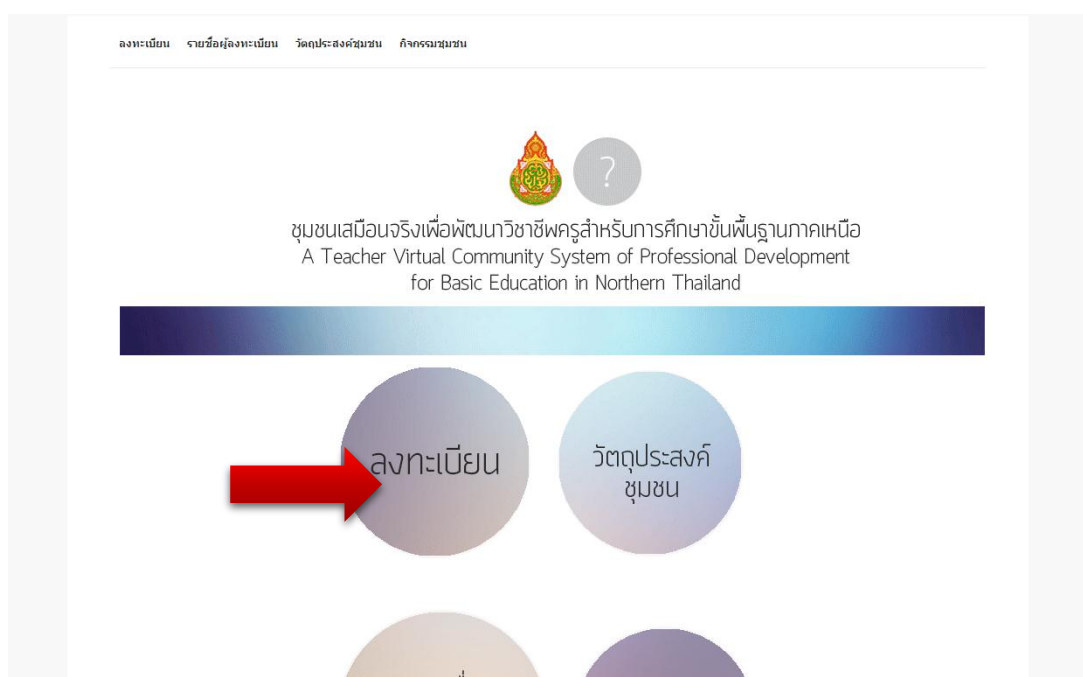 ลงทะเบียน รายชื่อผู้ลงทะเบียน วัตถุประสงค์ชุมชน กิจกรรมชุมชน
?
ชุมชนเสมือนจริงเพื่อพัฒนาวิชาชีพครูสำหรับการศึกษาขั้นพื้นฐานภาคเหนือ
A Teacher Virtual Community System of Professional Development
for Basic Education in Northern Thailand
ลงทะเบียน
วัตถุประสงค์
ชุมชน